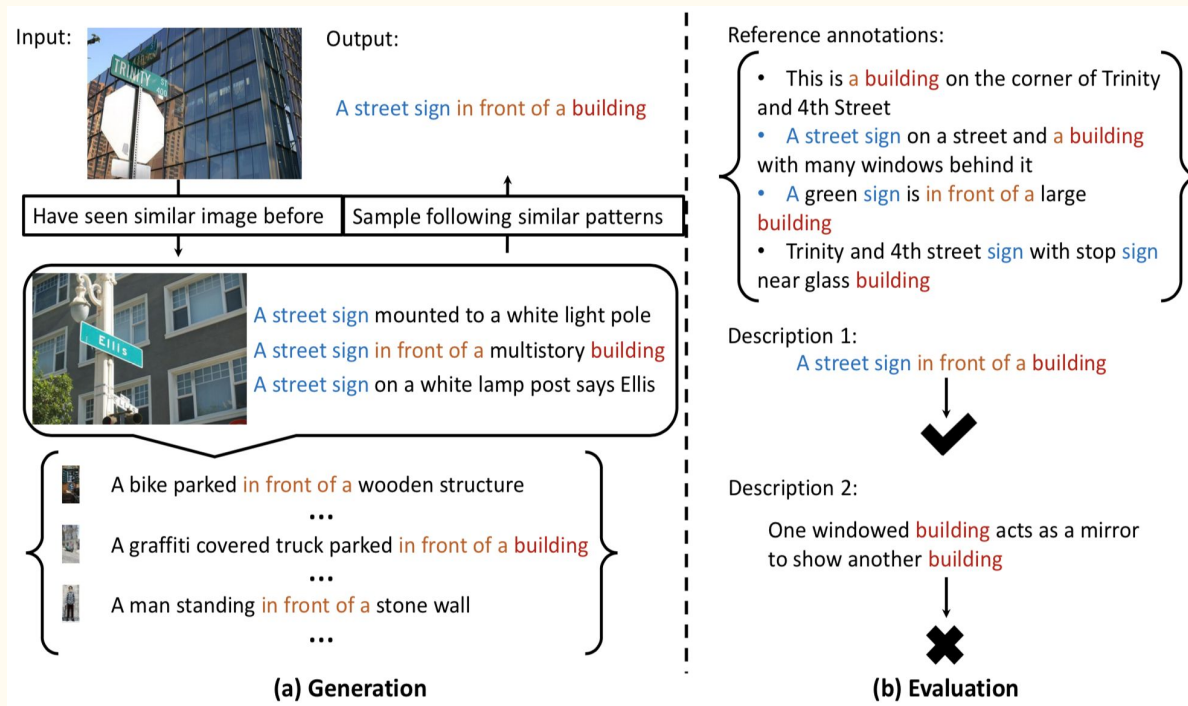 Input:
Output:
TRINITY ST
400
A street sign in front of a building
Have seen similar image before
Sample following similar patterns
Ellis
A street sign mounted to a white light pole
A street sign in front of a multistory building
A street sign on a white lamp post says Ellis
A bike parked in front of a wooden structure
...
A graffiti covered truck parked in front of a building
...
A man standing in front of a stone wall
...
(a) Generation
Reference annotations:
• This is a building on the corner of Trinity
and 4th Street
• A street sign on a street and a building
with many windows behind it
• A green sign is in front of a large
building
• Trinity and 4th street sign with stop sign
near glass building
Description 1:
A street sign in front of a building
Description 2:
One windowed building acts as a mirror
to show another building
(b) Evaluation